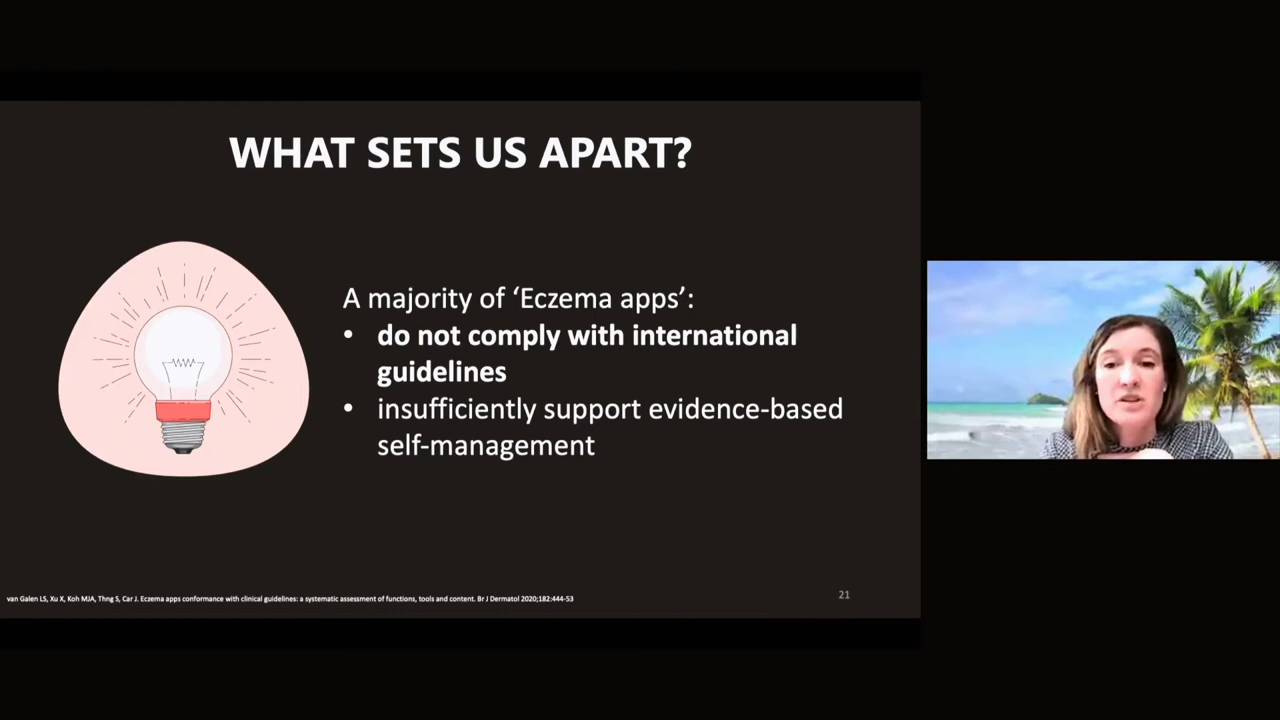 WHAT SETS US APART?
A majority of ‘Eczema apps’:
• do not comply with international
guidelines
• insufficiently support evidence-based
self-management
van Galen LS, Xu X, Koh MJA, Thng S, Car J. Eczema apps conformance with clinical guidelines: a systematic assessment of functions, tools and content. Br J Dermatol 2020;182:444-53
21